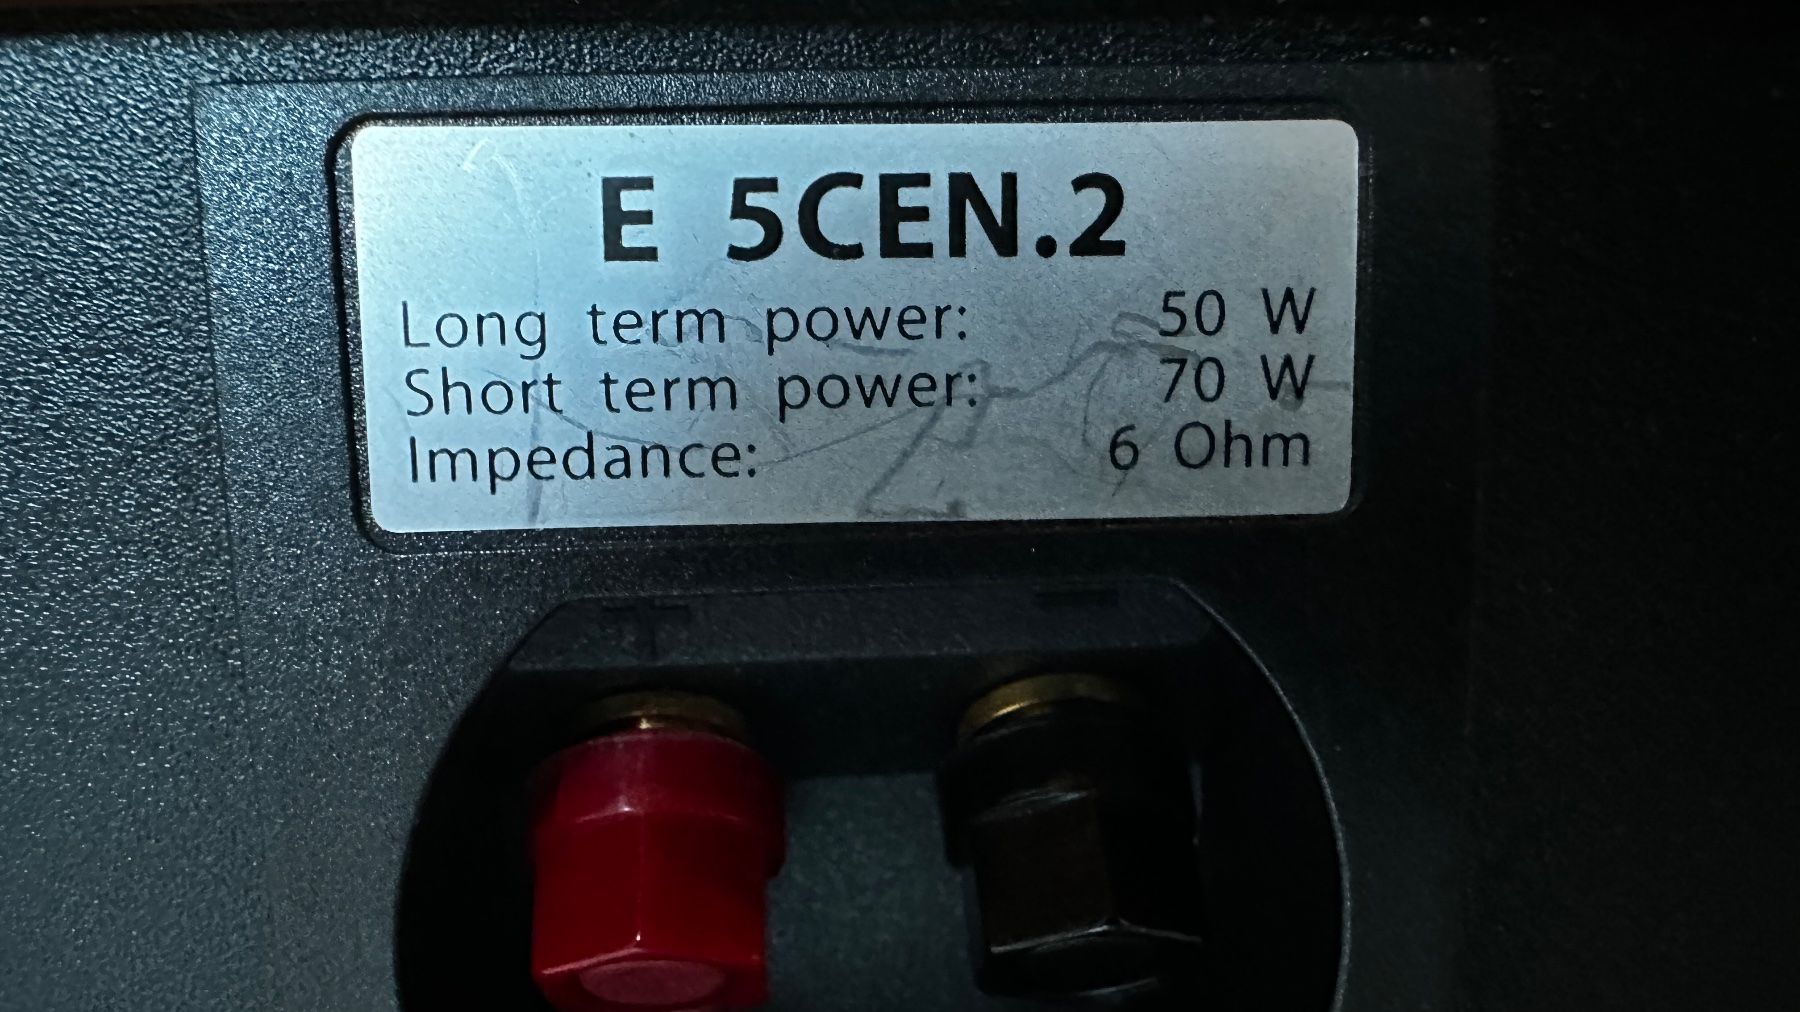 E 5CEN.2
Long term power: 50 W
Short term power: 70 W
Impedance: 6 Ohm
+ −